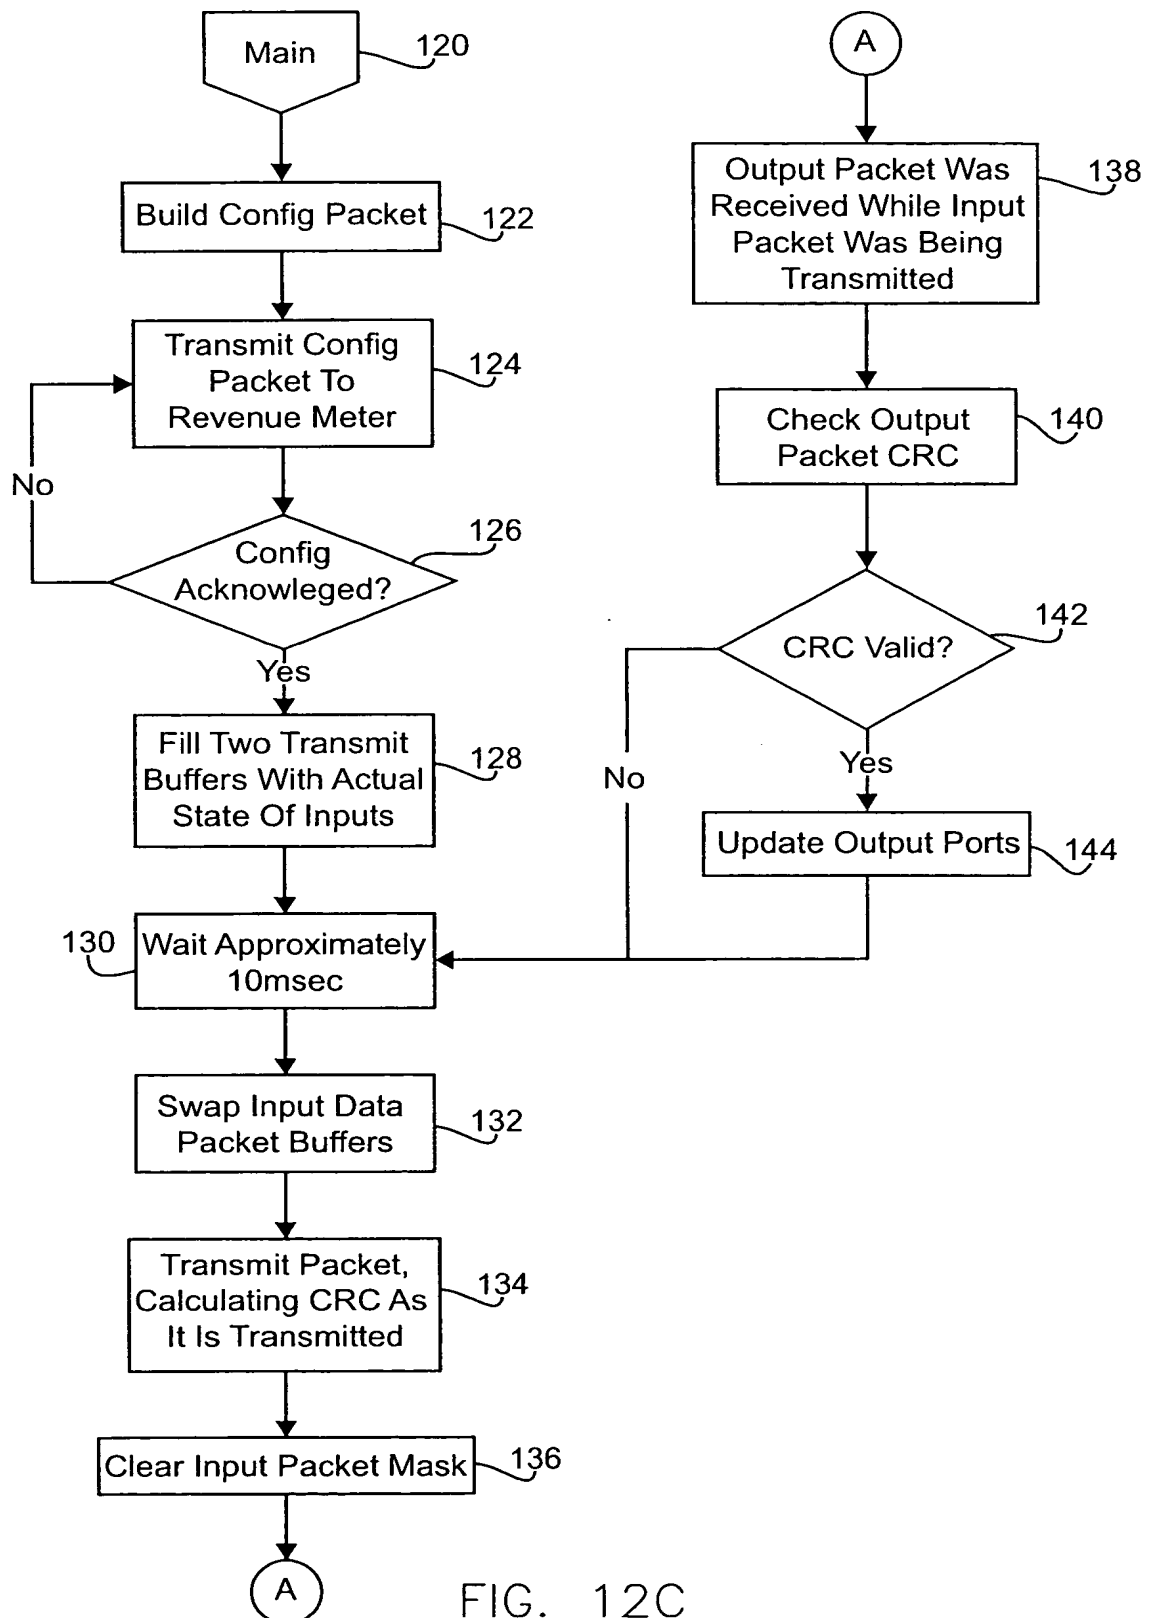 Main
120
Build Config Packet
122
Transmit Config
Packet To
Revenue Meter
124
No
Config
Acknowleged?
126
Yes
Fill Two Transmit
Buffers With Actual
State Of Inputs
128
130
Wait Approximately
10msec
Swap Input Data
Packet Buffers
132
Transmit Packet,
Calculating CRC As
It Is Transmitted
134
Clear Input Packet Mask
136
A
A
Output Packet Was
Received While Input
Packet Was Being
Transmitted
138
Check Output
Packet CRC
140
CRC Valid?
142
No
Yes
Update Output Ports
144
FIG. 12C